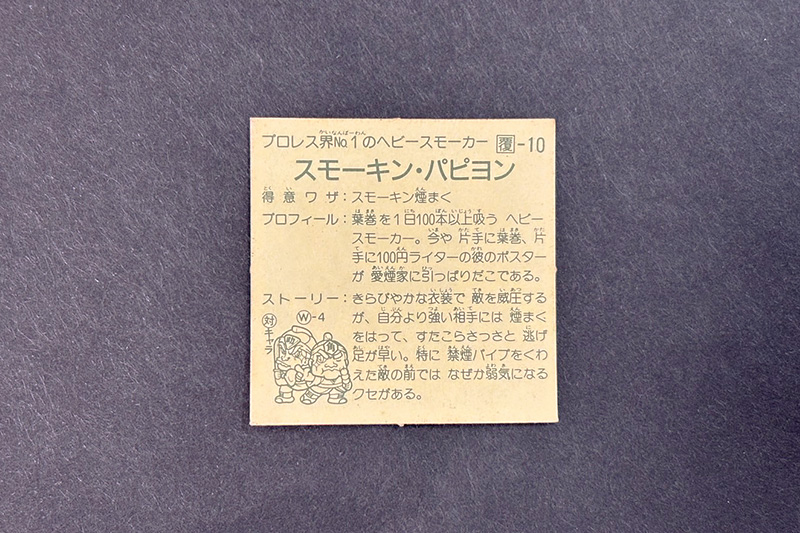 プロレス界No.1のヘビースモーカー 覆-10
スモーキン・パピヨン
得意ワザ：スモーキン煙まく
プロフィール：葉巻を1日100本以上吸う ヘビー
スモーカー。今や 片手に葉巻、片
手に100円ライターの彼のポスター
が 愛煙家に引っぱりだこである。
ストーリー：きらびやかな衣装で 敵を威圧する
が、自分より強い相手には 煙まく
をはって、すたこらさっさと 逃げ
足が早い。特に 禁煙パイプをくわ
えた敵の前では なぜか弱気になる
クセがある。
対キャラ
W-4